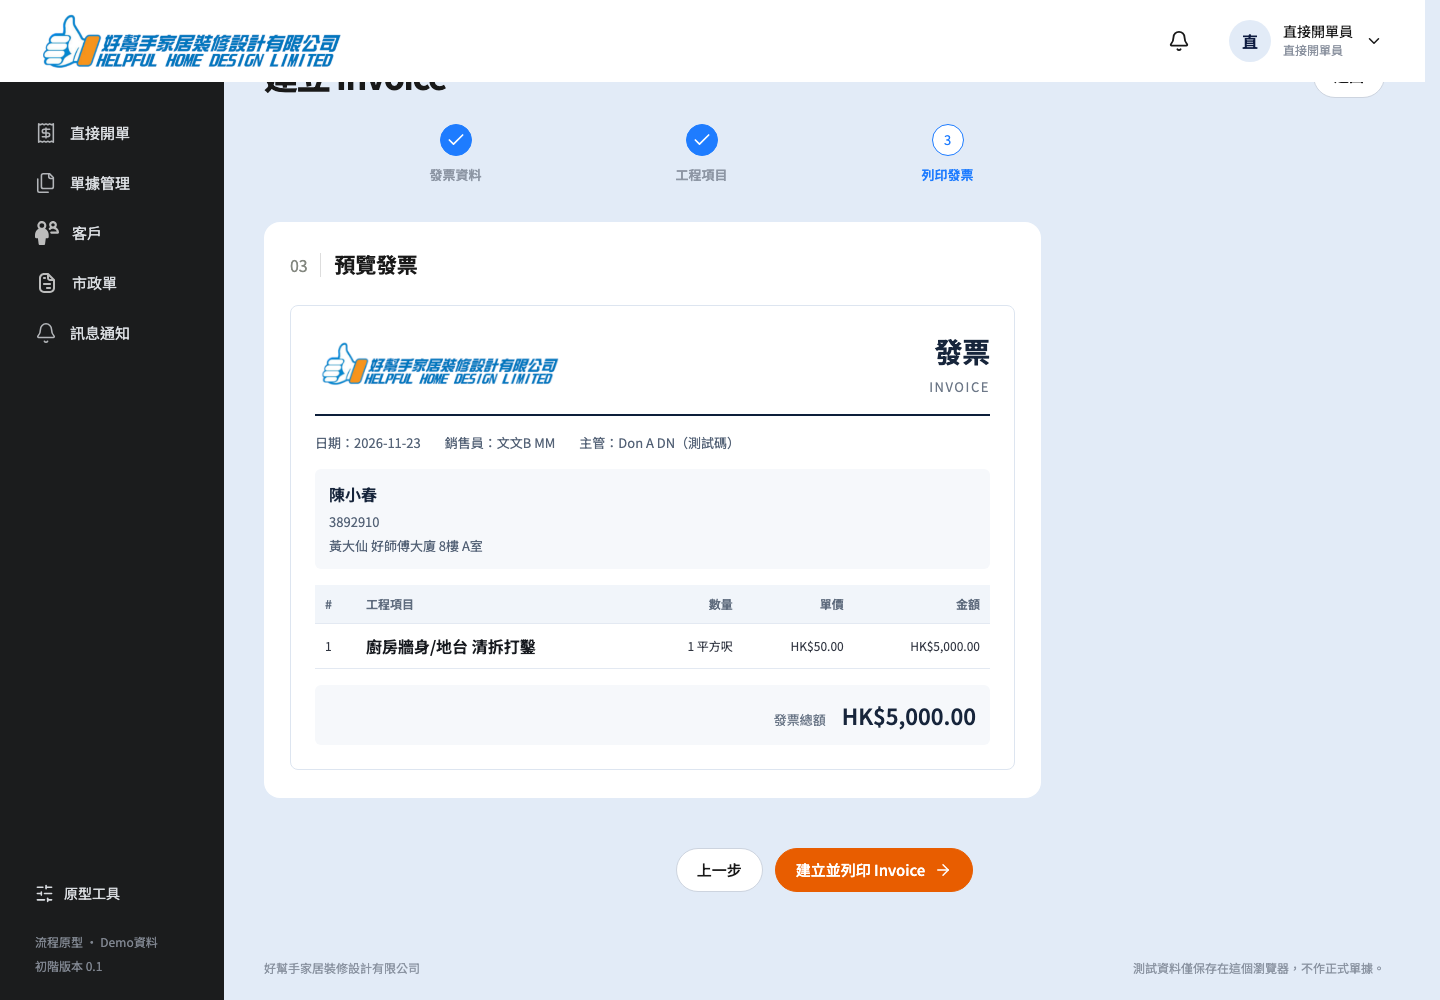 好幫手家居裝修設計有限公司
HELPFUL HOME DESIGN LIMITED
直
直接開單員
直接開單員
直接開單
單據管理
客戶
市政單
訊息通知
原型工具
流程原型 · Demo資料
初階版本 0.1
建立 Invoice
發票資料
工程項目
3
列印發票
03
預覽發票
好幫手家居裝修設計有限公司
HELPFUL HOME DESIGN LIMITED
發票
INVOICE
日期：2026-11-23 銷售員：文文B MM 主管：Don A DN（測試碼）
陳小春
3892910
黃大仙 好師傅大廈 8樓 A室
# 工程項目 數量 單價 金額
1 廚房牆身/地台 清拆打鑿 1 平方呎 HK$50.00 HK$5,000.00
發票總額 HK$5,000.00
上一步
建立並列印 Invoice
好幫手家居裝修設計有限公司
測試資料僅保存在這個瀏覽器，不作正式單據。